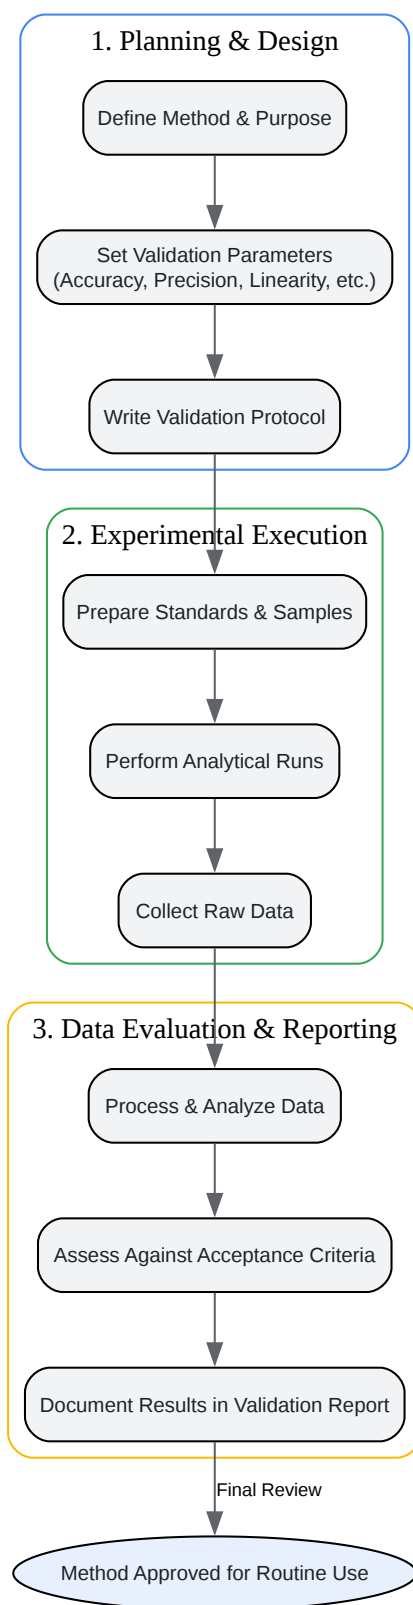 1. Planning & Design
Define Method & Purpose
Set Validation Parameters
(Accuracy, Precision, Linearity, etc.)
Write Validation Protocol
2. Experimental Execution
Prepare Standards & Samples
Perform Analytical Runs
Collect Raw Data
3. Data Evaluation & Reporting
Process & Analyze Data
Assess Against Acceptance Criteria
Document Results in Validation Report
Final Review
Method Approved for Routine Use